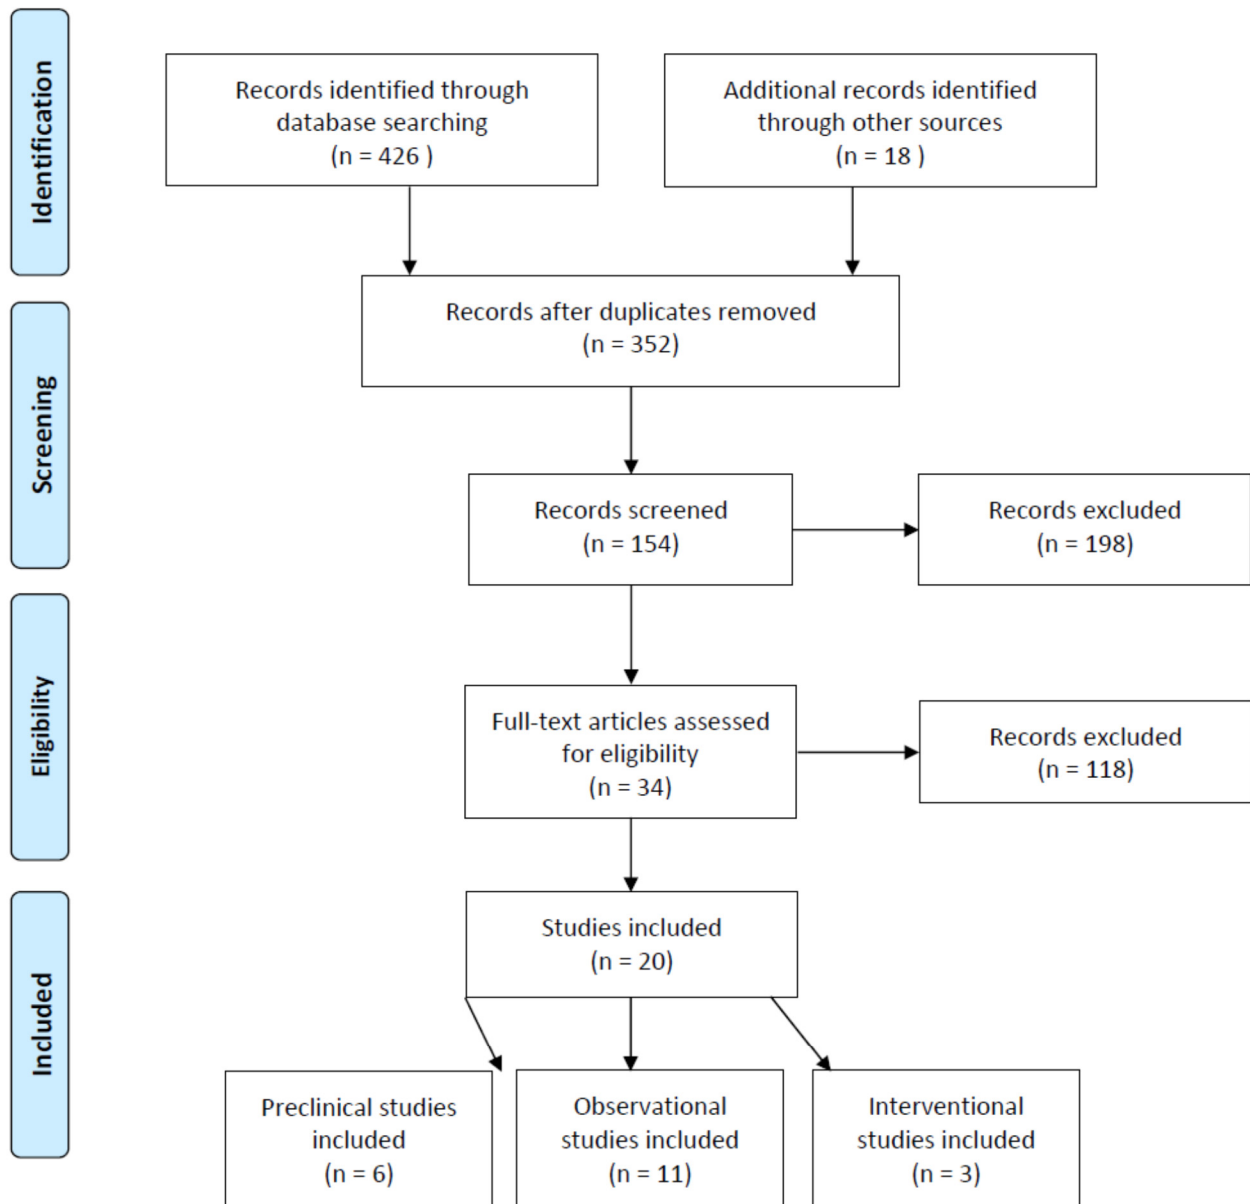 Identification
Records identified through
database searching
(n = 426 )
Additional records identified
through other sources
(n = 18 )
Records after duplicates removed
(n = 352)
Screening
Records screened
(n = 154)
Records excluded
(n = 198)
Eligibility
Full-text articles assessed
for eligibility
(n = 34)
Records excluded
(n = 118)
Included
Studies included
(n = 20)
Preclinical studies
included
(n = 6)
Observational
studies included
(n = 11)
Interventional
studies included
(n = 3)